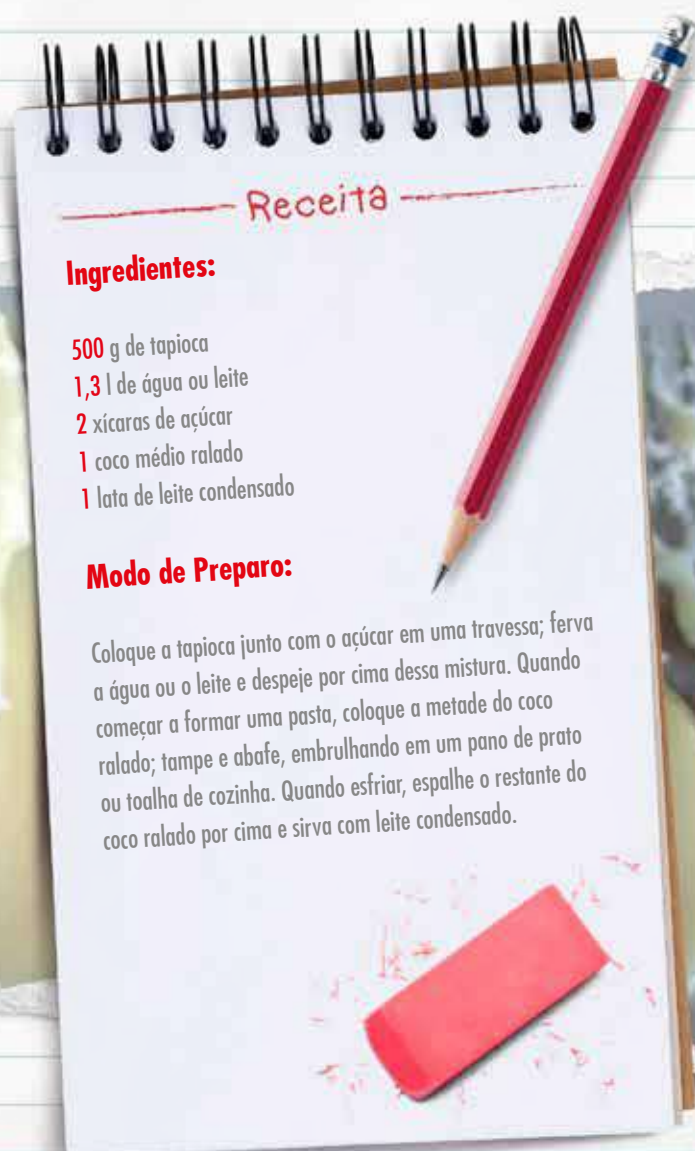 Receita
Ingredientes:
500 g de tapioca
1,3 l de água ou leite
2 xícaras de açúcar
1 coco médio ralado
1 lata de leite condensado
Modo de Preparo:
Coloque a tapioca junto com o açúcar em uma travessa; ferva
a água ou o leite e despeje por cima dessa mistura. Quando
começar a formar uma pasta, coloque a metade do coco
ralado; tampe e abafe, embrulhando em um pano de prato
ou toalha de cozinha. Quando esfriar, espalhe o restante do
coco ralado por cima e sirva com leite condensado.